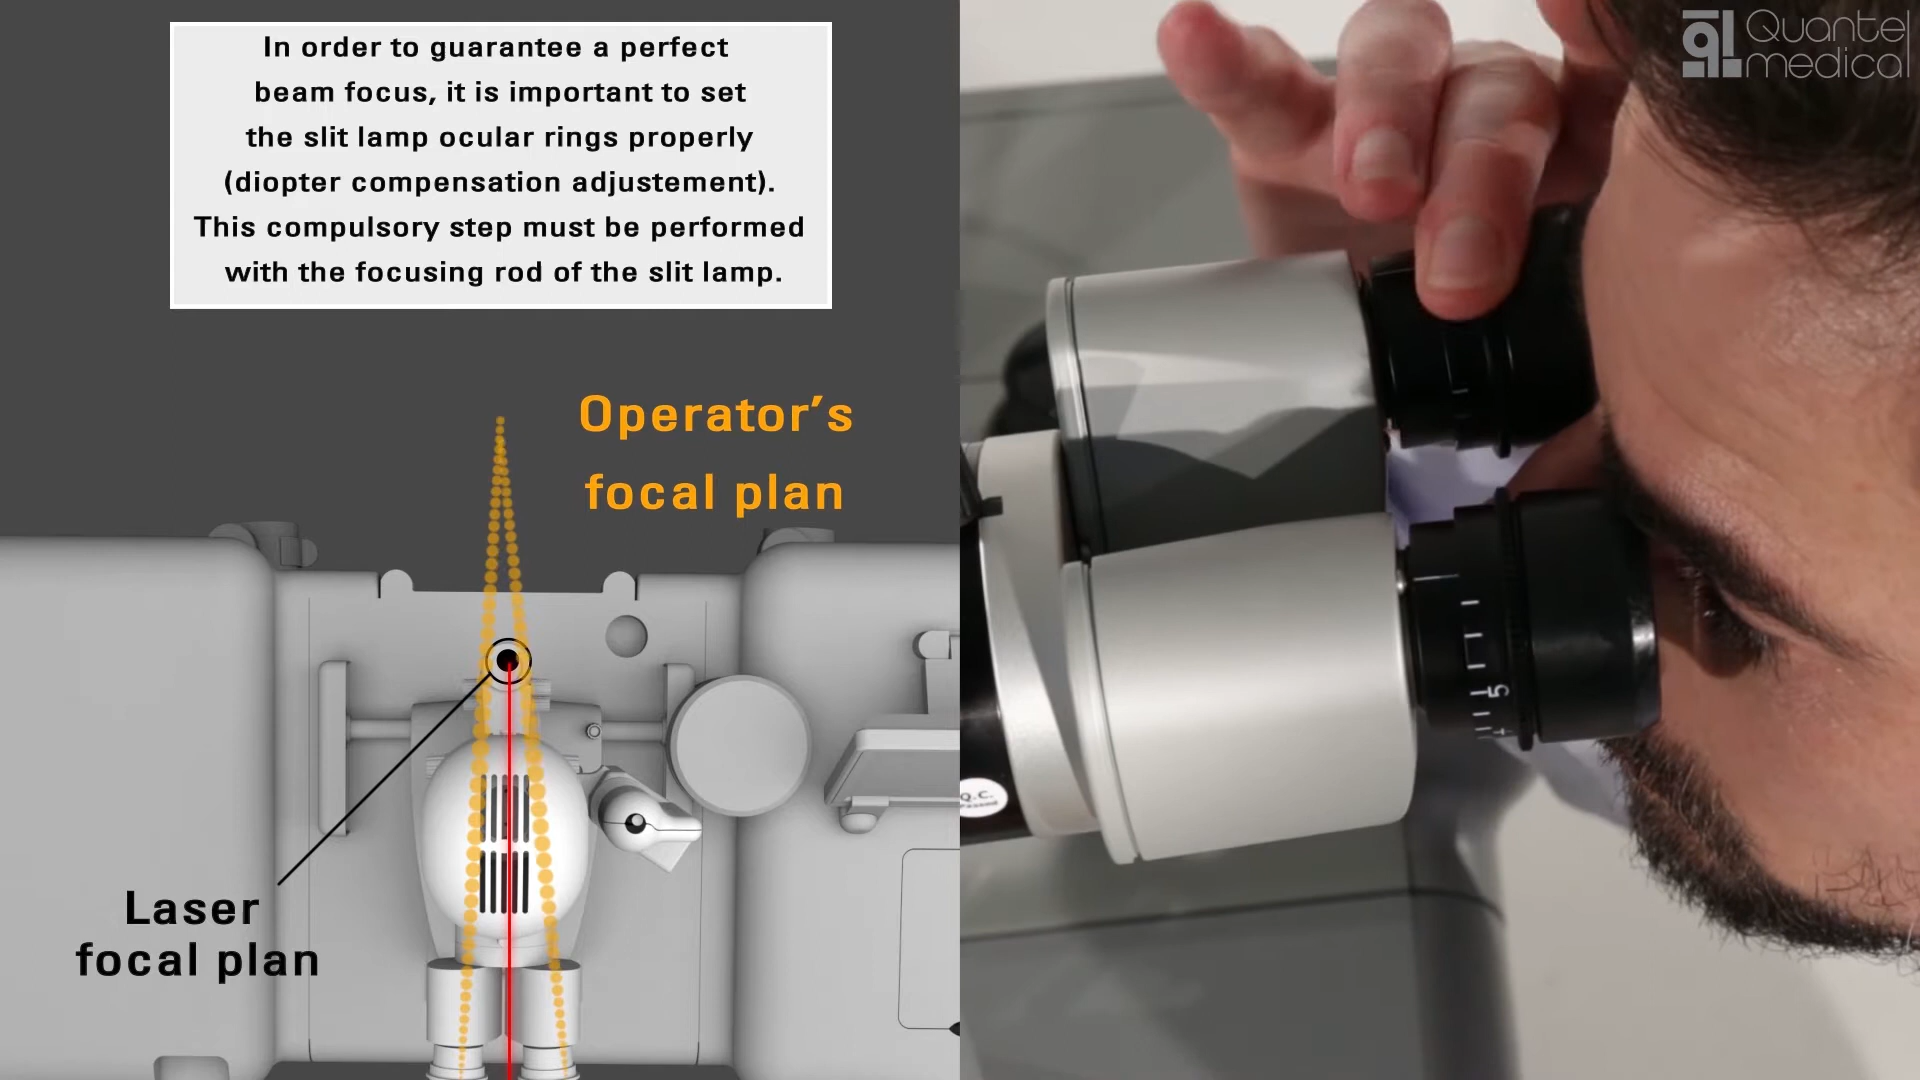 In order to guarantee a perfect
beam focus, it is important to set
the slit lamp ocular rings properly
(diopter compensation adjustement).
This compulsory step must be performed
with the focusing rod of the slit lamp.
Operator's
focal plan
Laser
focal plan
Quantel
medical
5
Q.C.
Passed